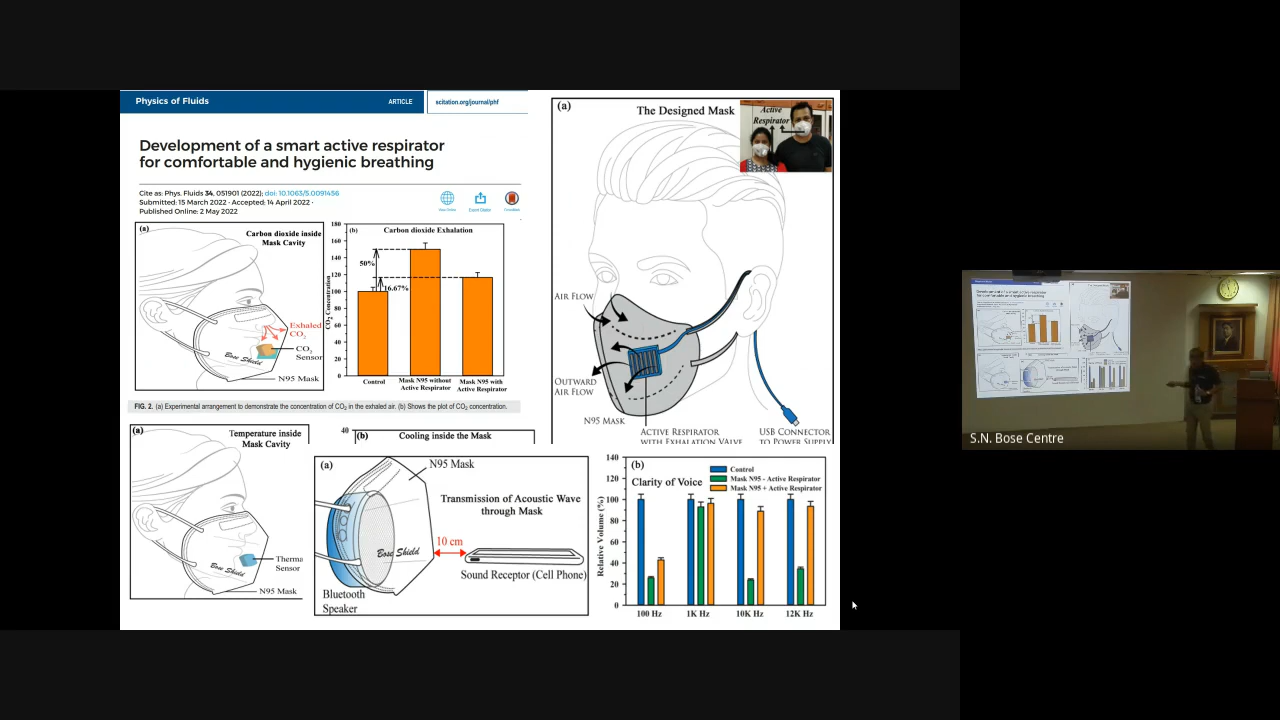 Physics of Fluids
ARTICLE
scitation.org/journal/phf
Development of a smart active respirator
for comfortable and hygienic breathing
Cite as: Phys. Fluids 34, 051901 (2022); doi: 10.1063/5.0091456
Submitted: 15 March 2022 • Accepted: 14 April 2022 •
Published Online: 2 May 2022
(a)
Carbon dioxide inside
Mask Cavity
Exhaled
CO2
CO2
Sensor
Bose Shield
N95 Mask
(b)
Carbon dioxide Exhalation
CO2 Concentration
180
160
140
120
100
80
60
40
20
0
50%
16.67%
Control
Mask N95 without
Active Respirator
Mask N95 with
Active Respirator
FIG. 2. (a) Experimental arrangement to demonstrate the concentration of CO2 in the exhaled air. (b) Shows the plot of CO2 concentration.
(a)
The Designed Mask
Active
Respirator
AIR FLOW
OUTWARD
AIR FLOW
N95 MASK
ACTIVE RESPIRATOR
WITH EXHALATION VALVE
USB CONNECTOR
TO POWER SUPPLY
(a)
Temperature inside
Mask Cavity
Therma
Sensor
Bose Shield
N95 Mask
40
(b)
Cooling inside the Mask
(a)
N95 Mask
Transmission of Acoustic Wave
through Mask
10 cm
Bose Shield
Sound Receptor (Cell Phone)
Bluetooth
Speaker
(b)
Clarity of Voice
Control
Mask N95 - Active Respirator
Mask N95 + Active Respirator
Relative Volume (%)
140
120
100
80
60
40
20
0
100 Hz
1K Hz
10K Hz
12K Hz
S.N. Bose Centre